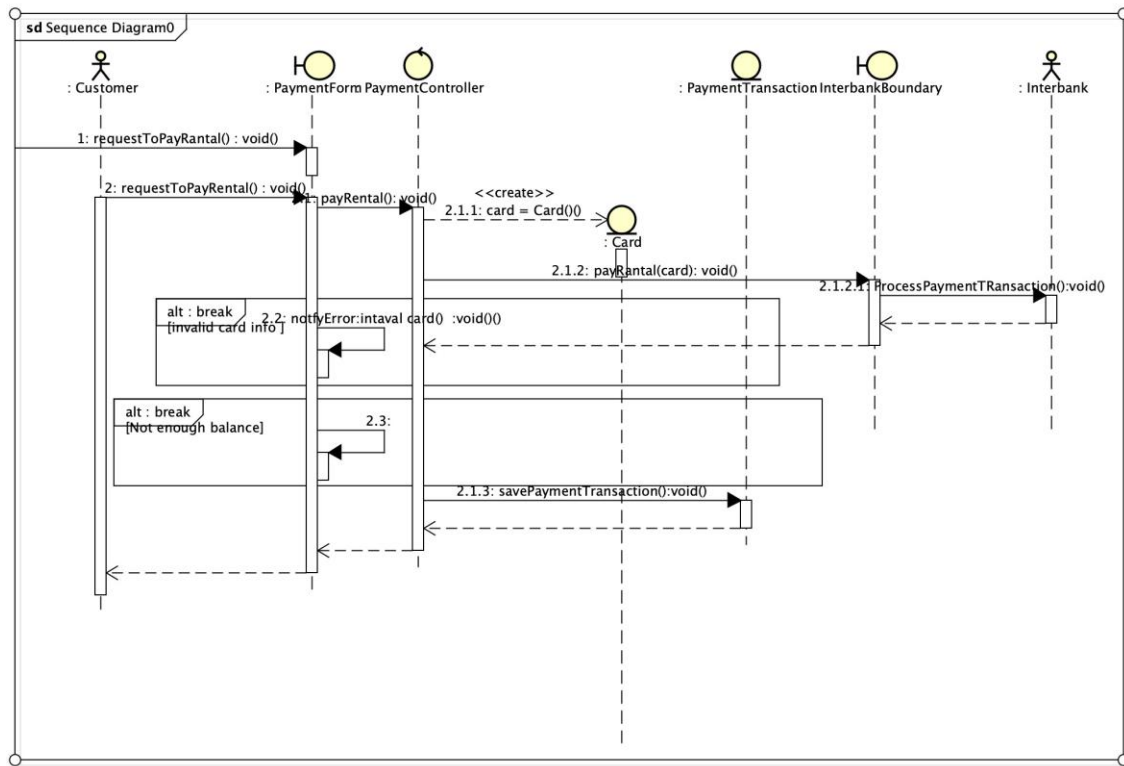 sd Sequence Diagram0
: Customer
: PaymentForm
PaymentController
: PaymentTransaction
InterbankBoundary
: Interbank
1: requestToPayRantal() : void()
2: requestToPayRental() : void()
1: payRental(): void()
<<create>>
2.1.1: card = Card()()
: Card
2.1.2: payRantal(card): void()
2.1.2.1: ProcessPaymentTRansaction():void()
alt : break
[invalid card info ]
2.2: notfyError:intaval card() :void()()
alt : break
[Not enough balance]
2.3:
2.1.3: savePaymentTransaction():void()